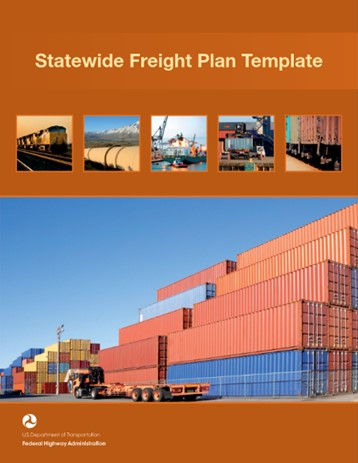 Statewide Freight Plan Template
U.S. Department of Transportation
Federal Highway Administration